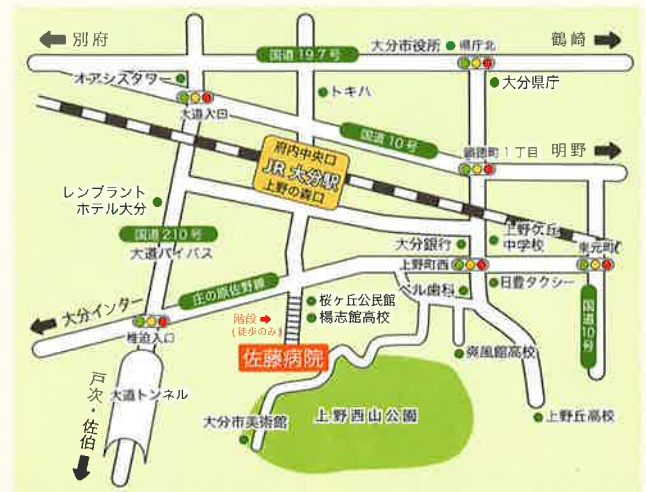 別府
国道197号
大分市役所
県庁北
鶴崎
オアシスタワー
トキハ
大分県庁
大道入口
国道10号
顕徳町1丁目
明野
府内中央口
JR 大分駅
上野の森口
レンブラント
ホテル大分
国道210号
大道バイパス
大分銀行
上野ケ丘
中学校
東元町
上野町西
庄の原佐野線
ベル歯科
日豊タクシー
大分インター
桜ヶ丘公民館
楊志館高校
階段
(徒歩のみ)
国道10号
椎迫入口
佐藤病院
爽風館高校
戸次・佐伯
大道トンネル
大分市美術館
上野西山公園
上野丘高校